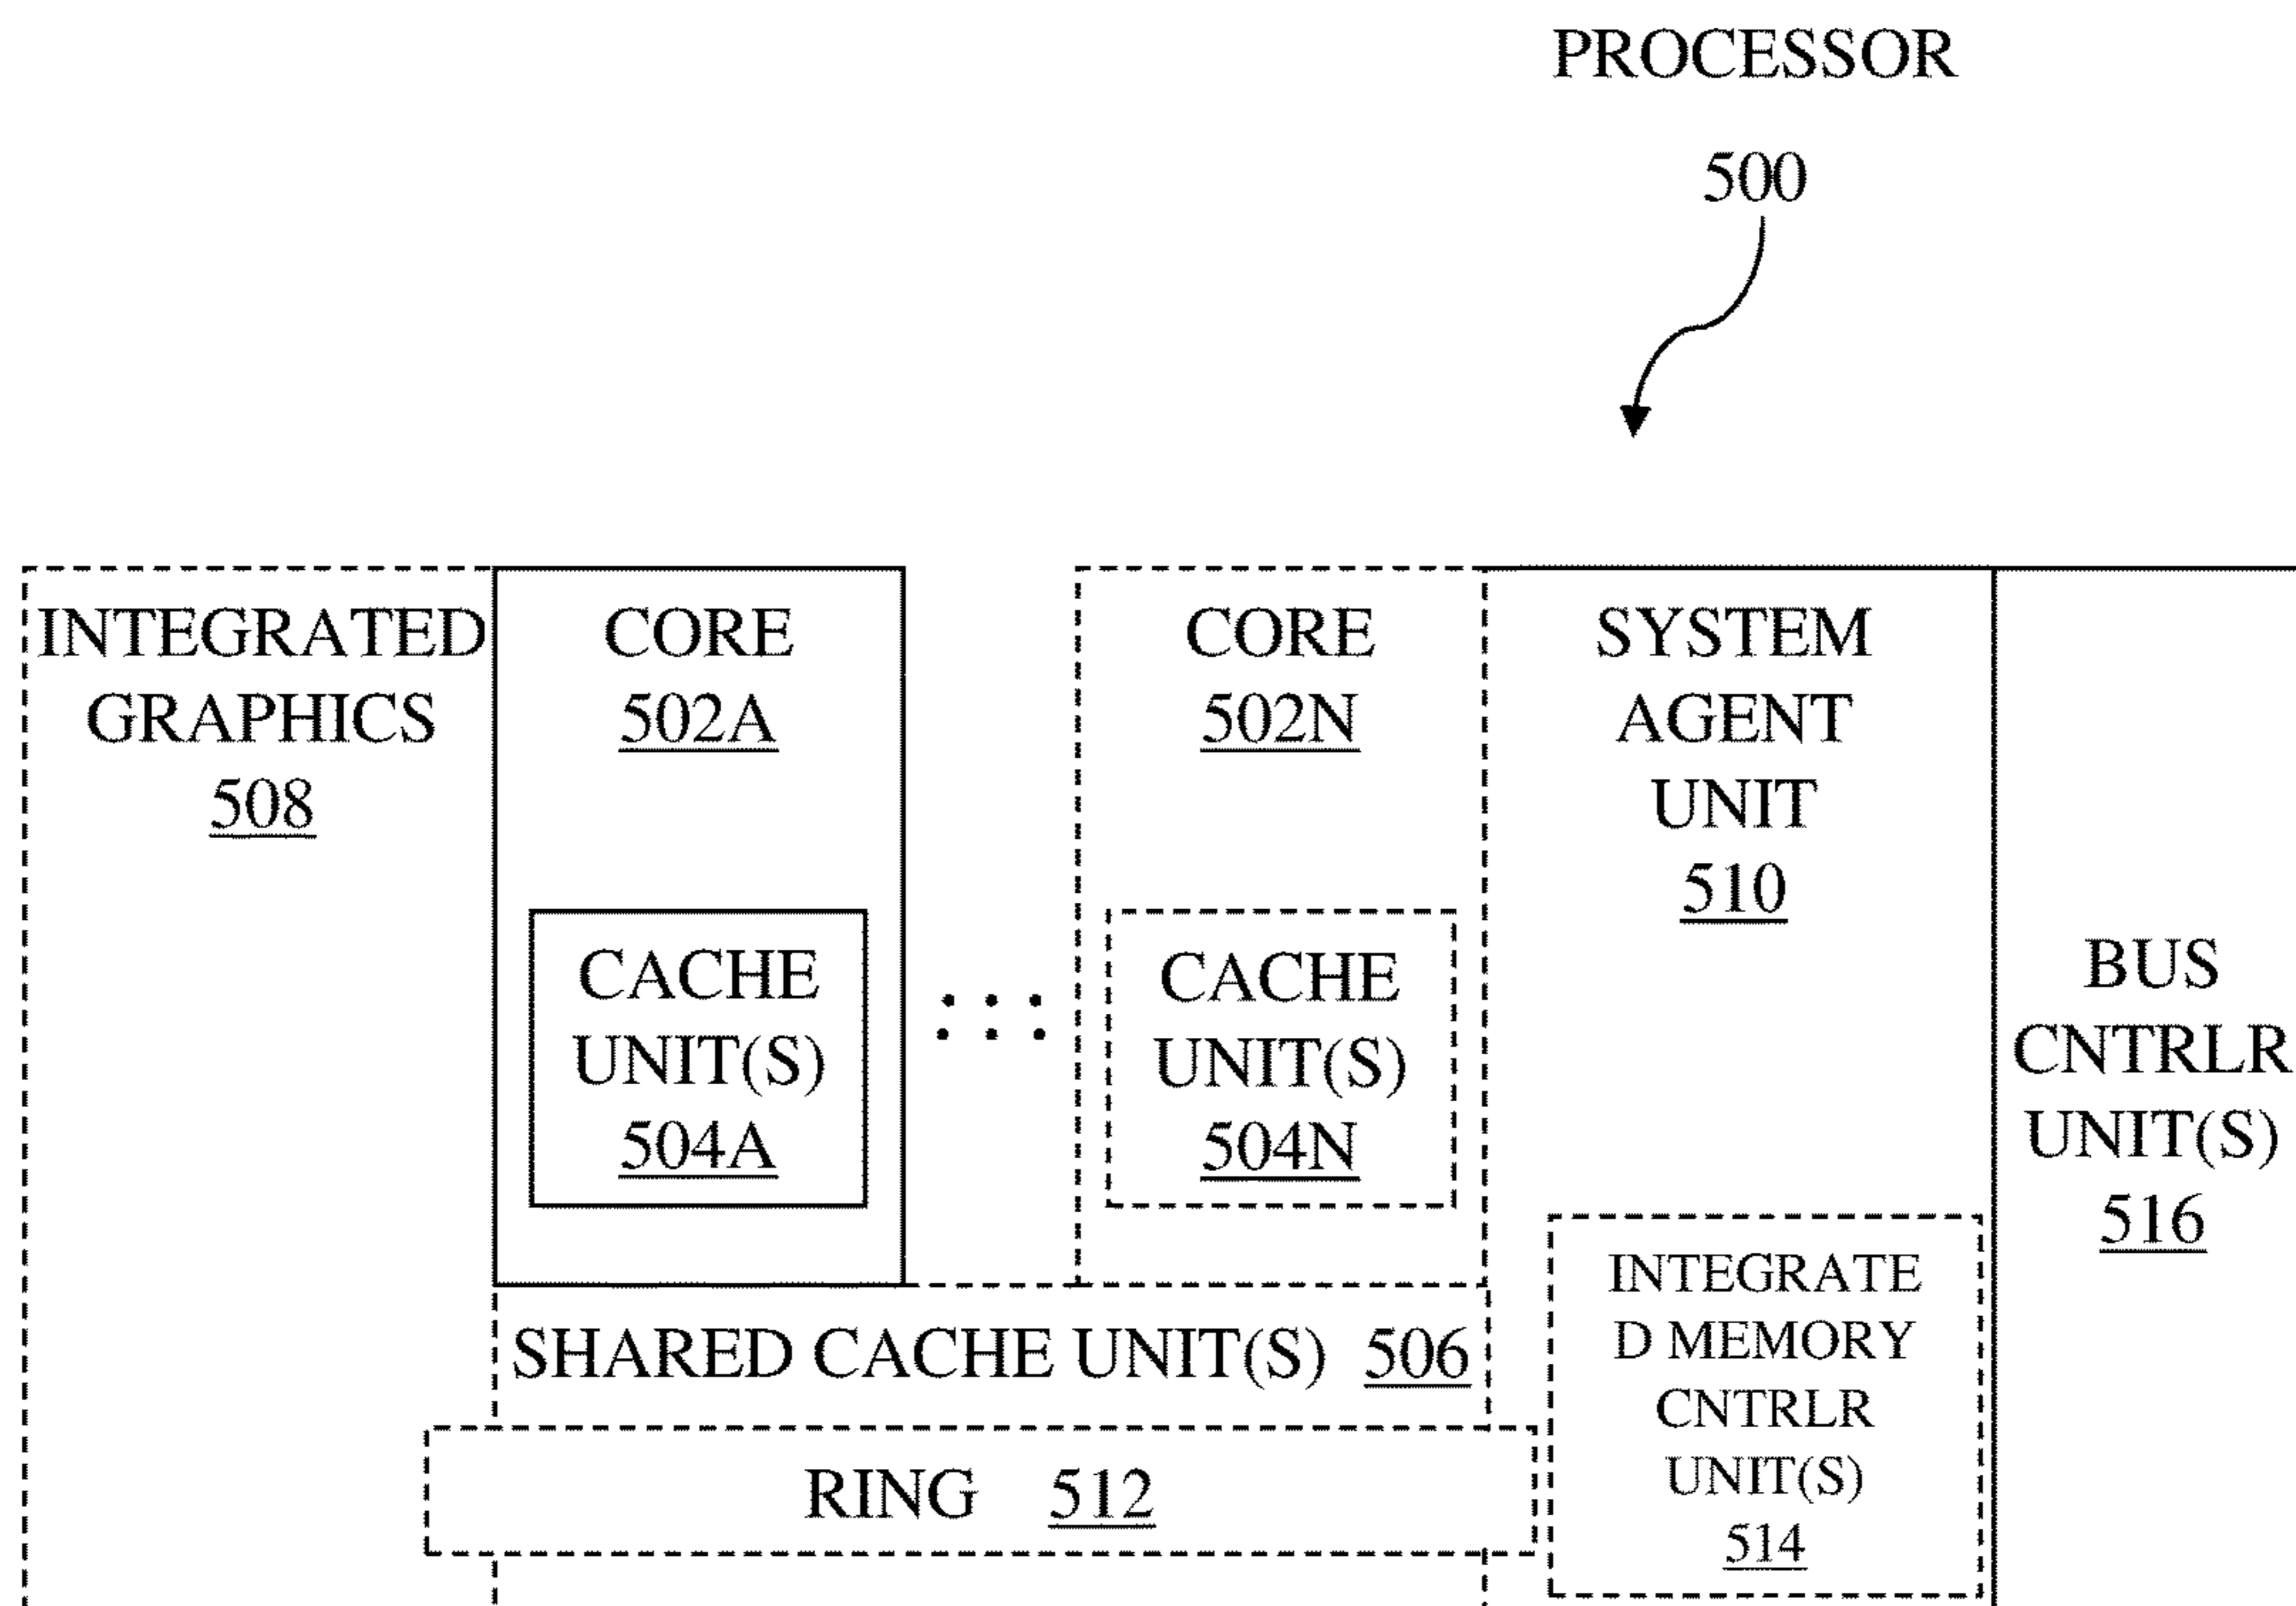 PROCESSOR
500
INTEGRATED
GRAPHICS
508
CORE
502A
CACHE
UNIT(S)
504A
CORE
502N
CACHE
UNIT(S)
504N
SYSTEM
AGENT
UNIT
510
BUS
CNTRLR
UNIT(S)
516
SHARED CACHE UNIT(S) 506
RING 512
INTEGRATE
D MEMORY
CNTRLR
UNIT(S)
514